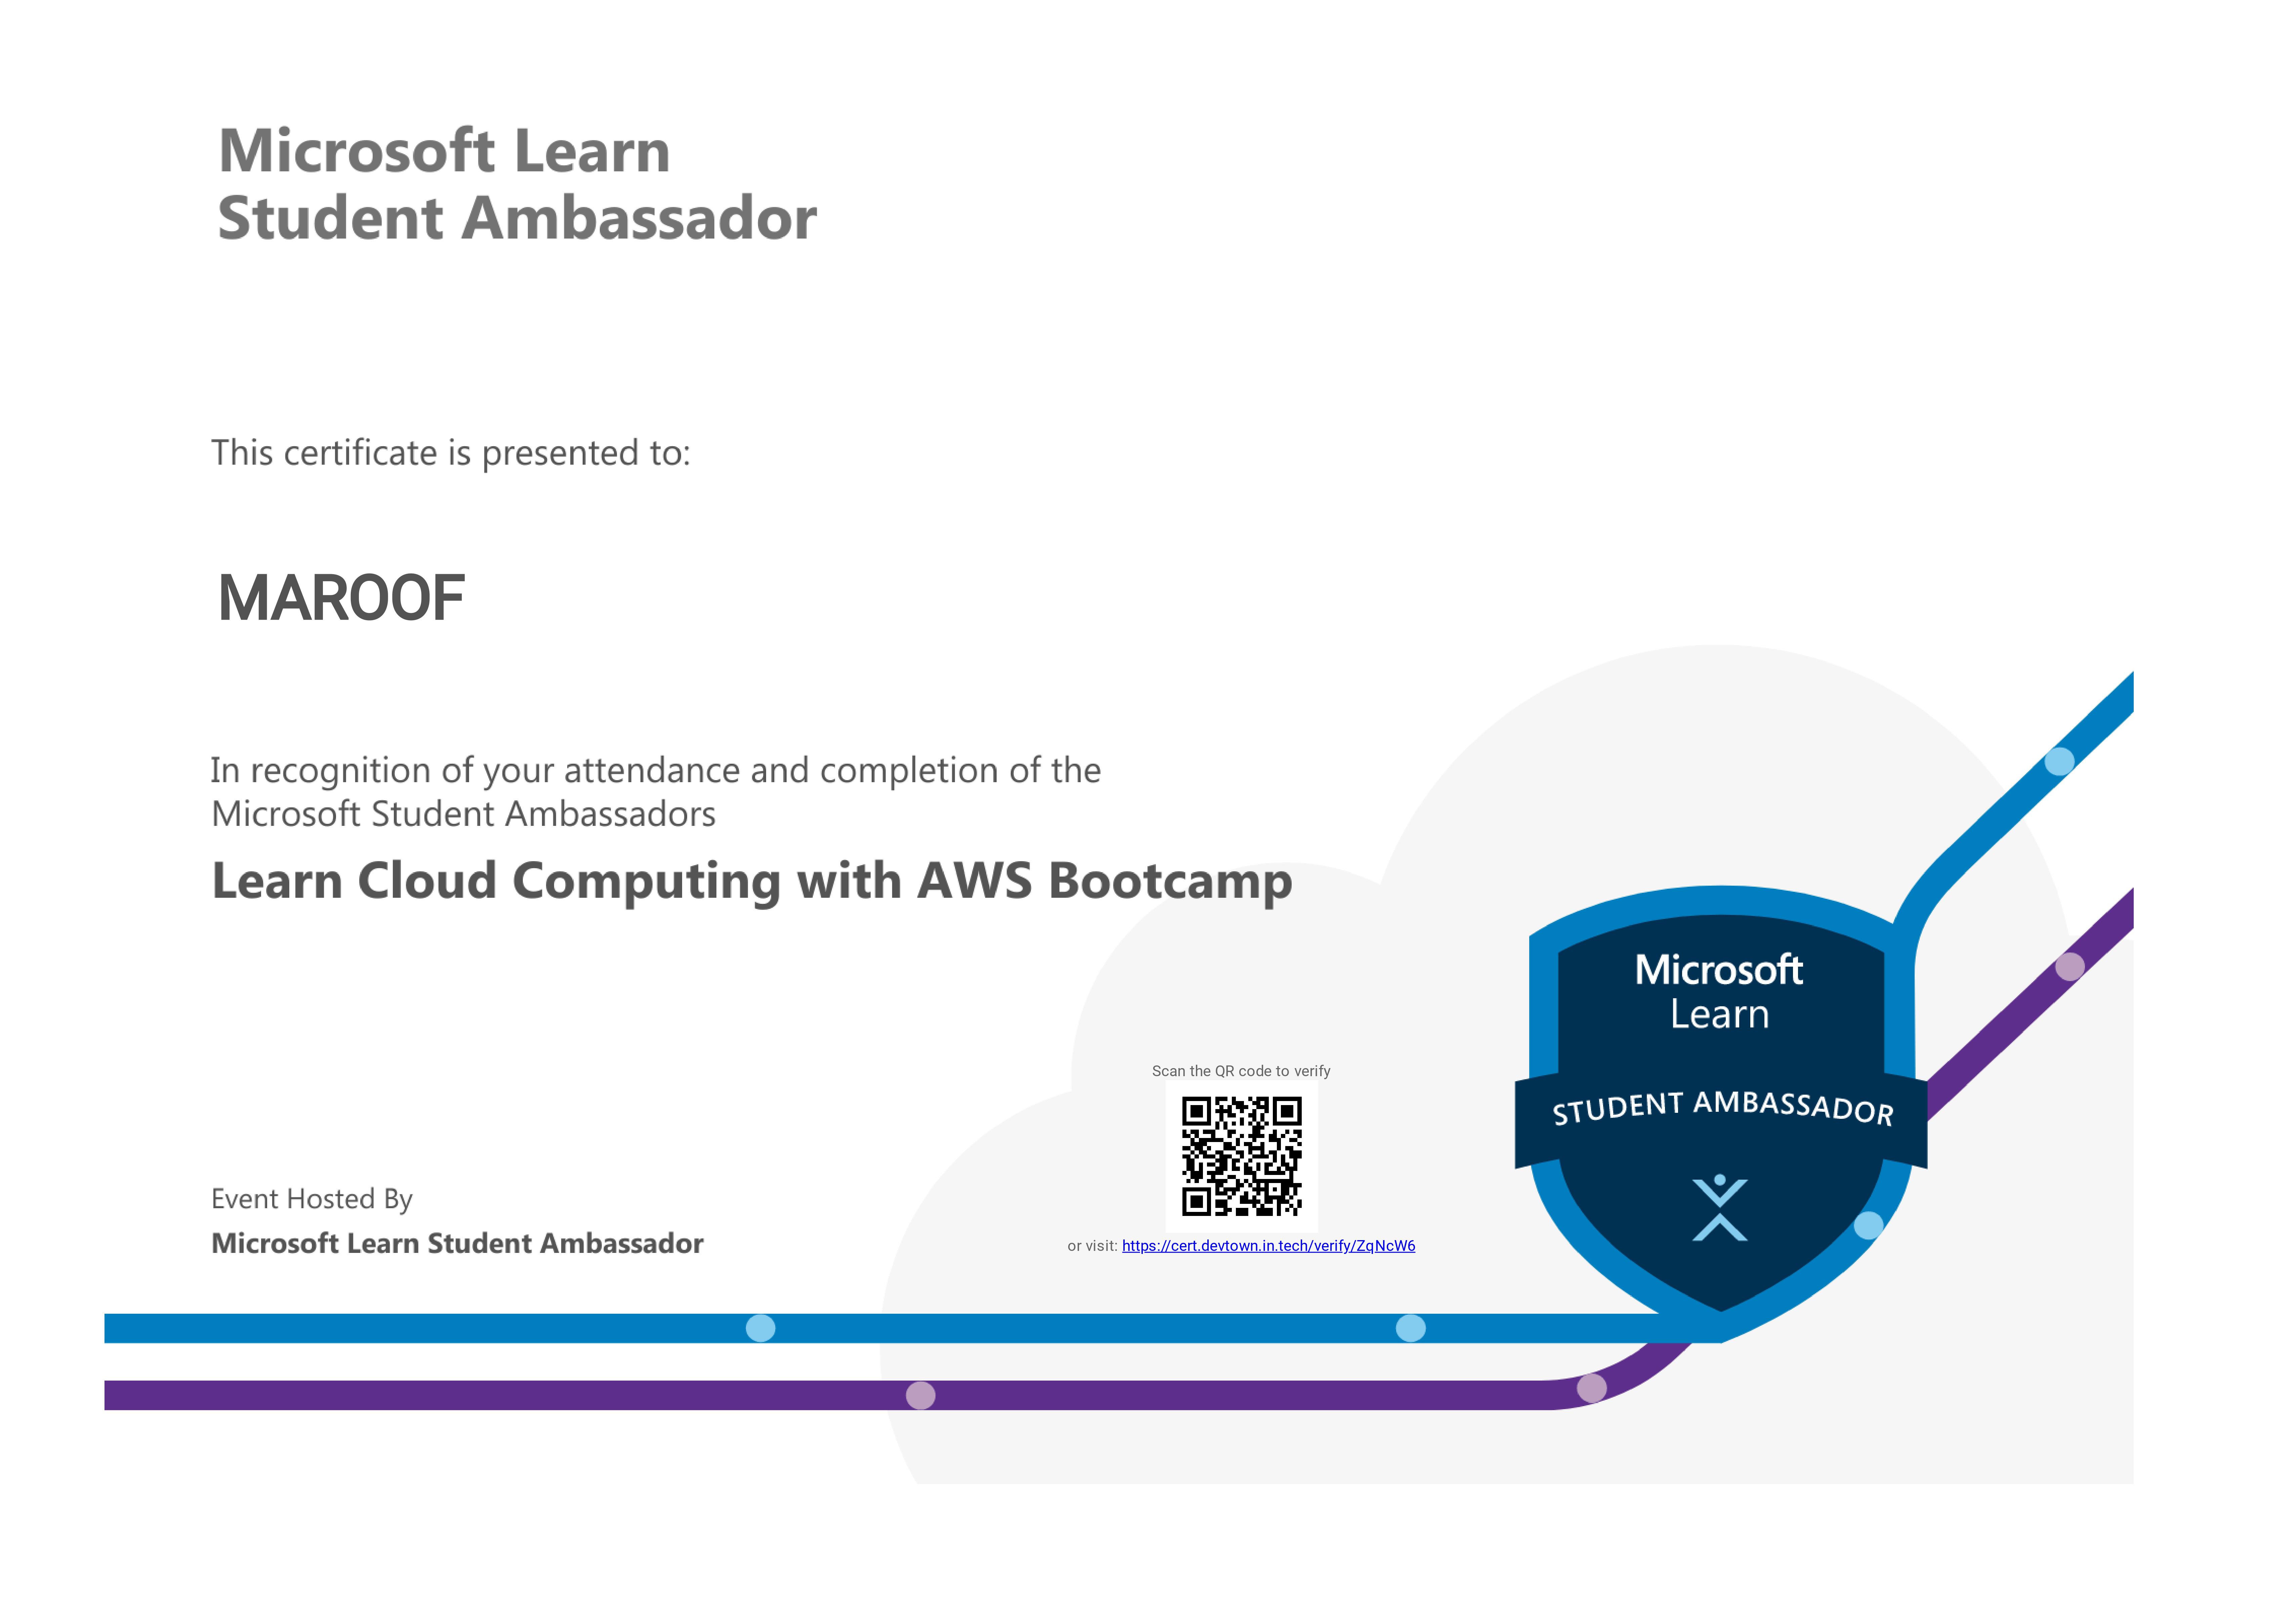 Microsoft Learn
Student Ambassador
This certificate is presented to:
MAROOF
In recognition of your attendance and completion of the
Microsoft Student Ambassadors
Learn Cloud Computing with AWS Bootcamp
Microsoft
Learn
STUDENT AMBASSADOR
Scan the QR code to verify
or visit: https://cert.devtown.in.tech/verify/ZqNcW6
Event Hosted By
Microsoft Learn Student Ambassador